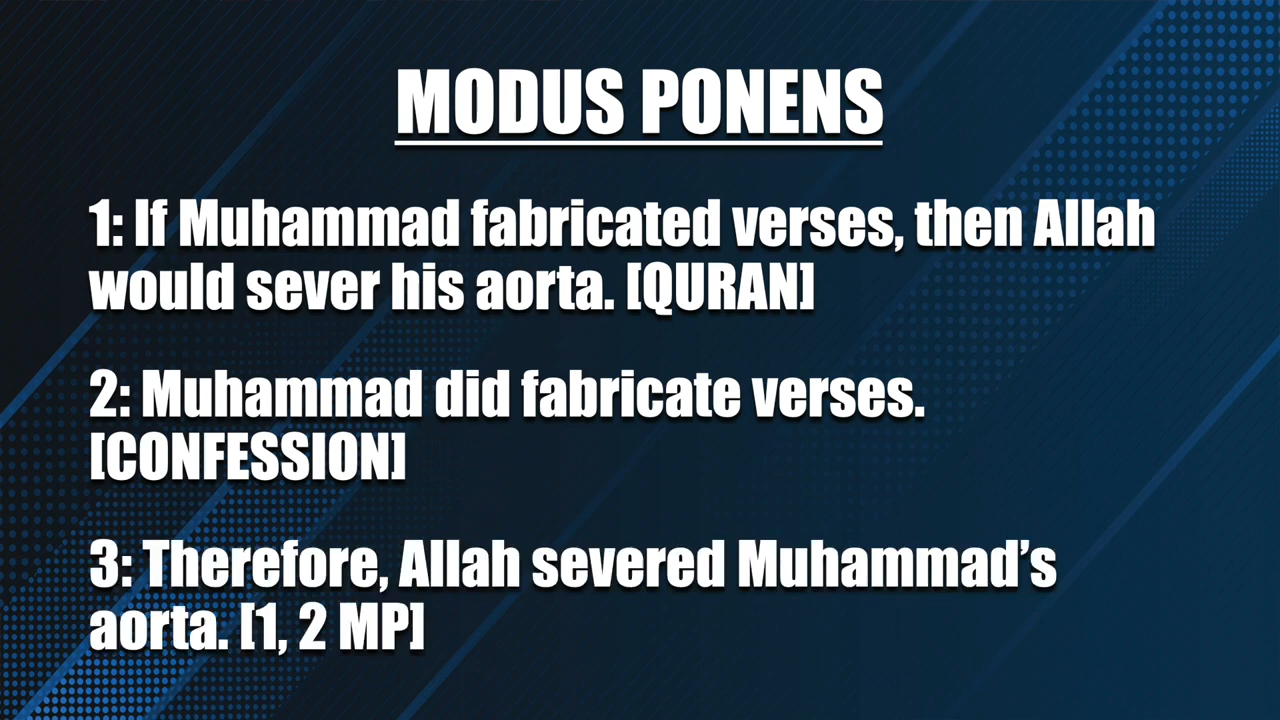 MODUS PONENS
1: If Muhammad fabricated verses, then Allah
would sever his aorta. [QURAN]
2: Muhammad did fabricate verses.
[CONFESSION]
3: Therefore, Allah severed Muhammad’s
aorta. [1, 2 MP]